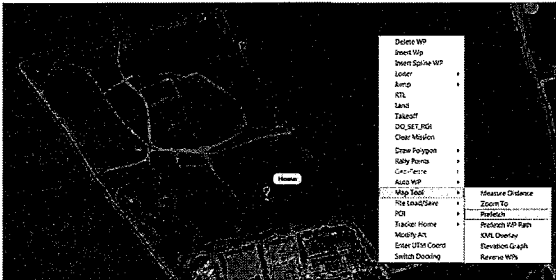 Delete WP
Insert Wp
Insert Spline WP
Loiter
Jump
RTL
Land
Takeoff
DO_SET_ROI
Clear Mission
Draw Polygon
Rally Points
Geo-Fence
Auto WP
Map Tool
File Load/Save
POI
Tracker Home
Modify Alt
Enter UTM Coord
Switch Docking
Measure Distance
Zoom To
Prefetch
Prefetch WP Path
KML Overlay
Elevation Graph
Reverse WPs
Home